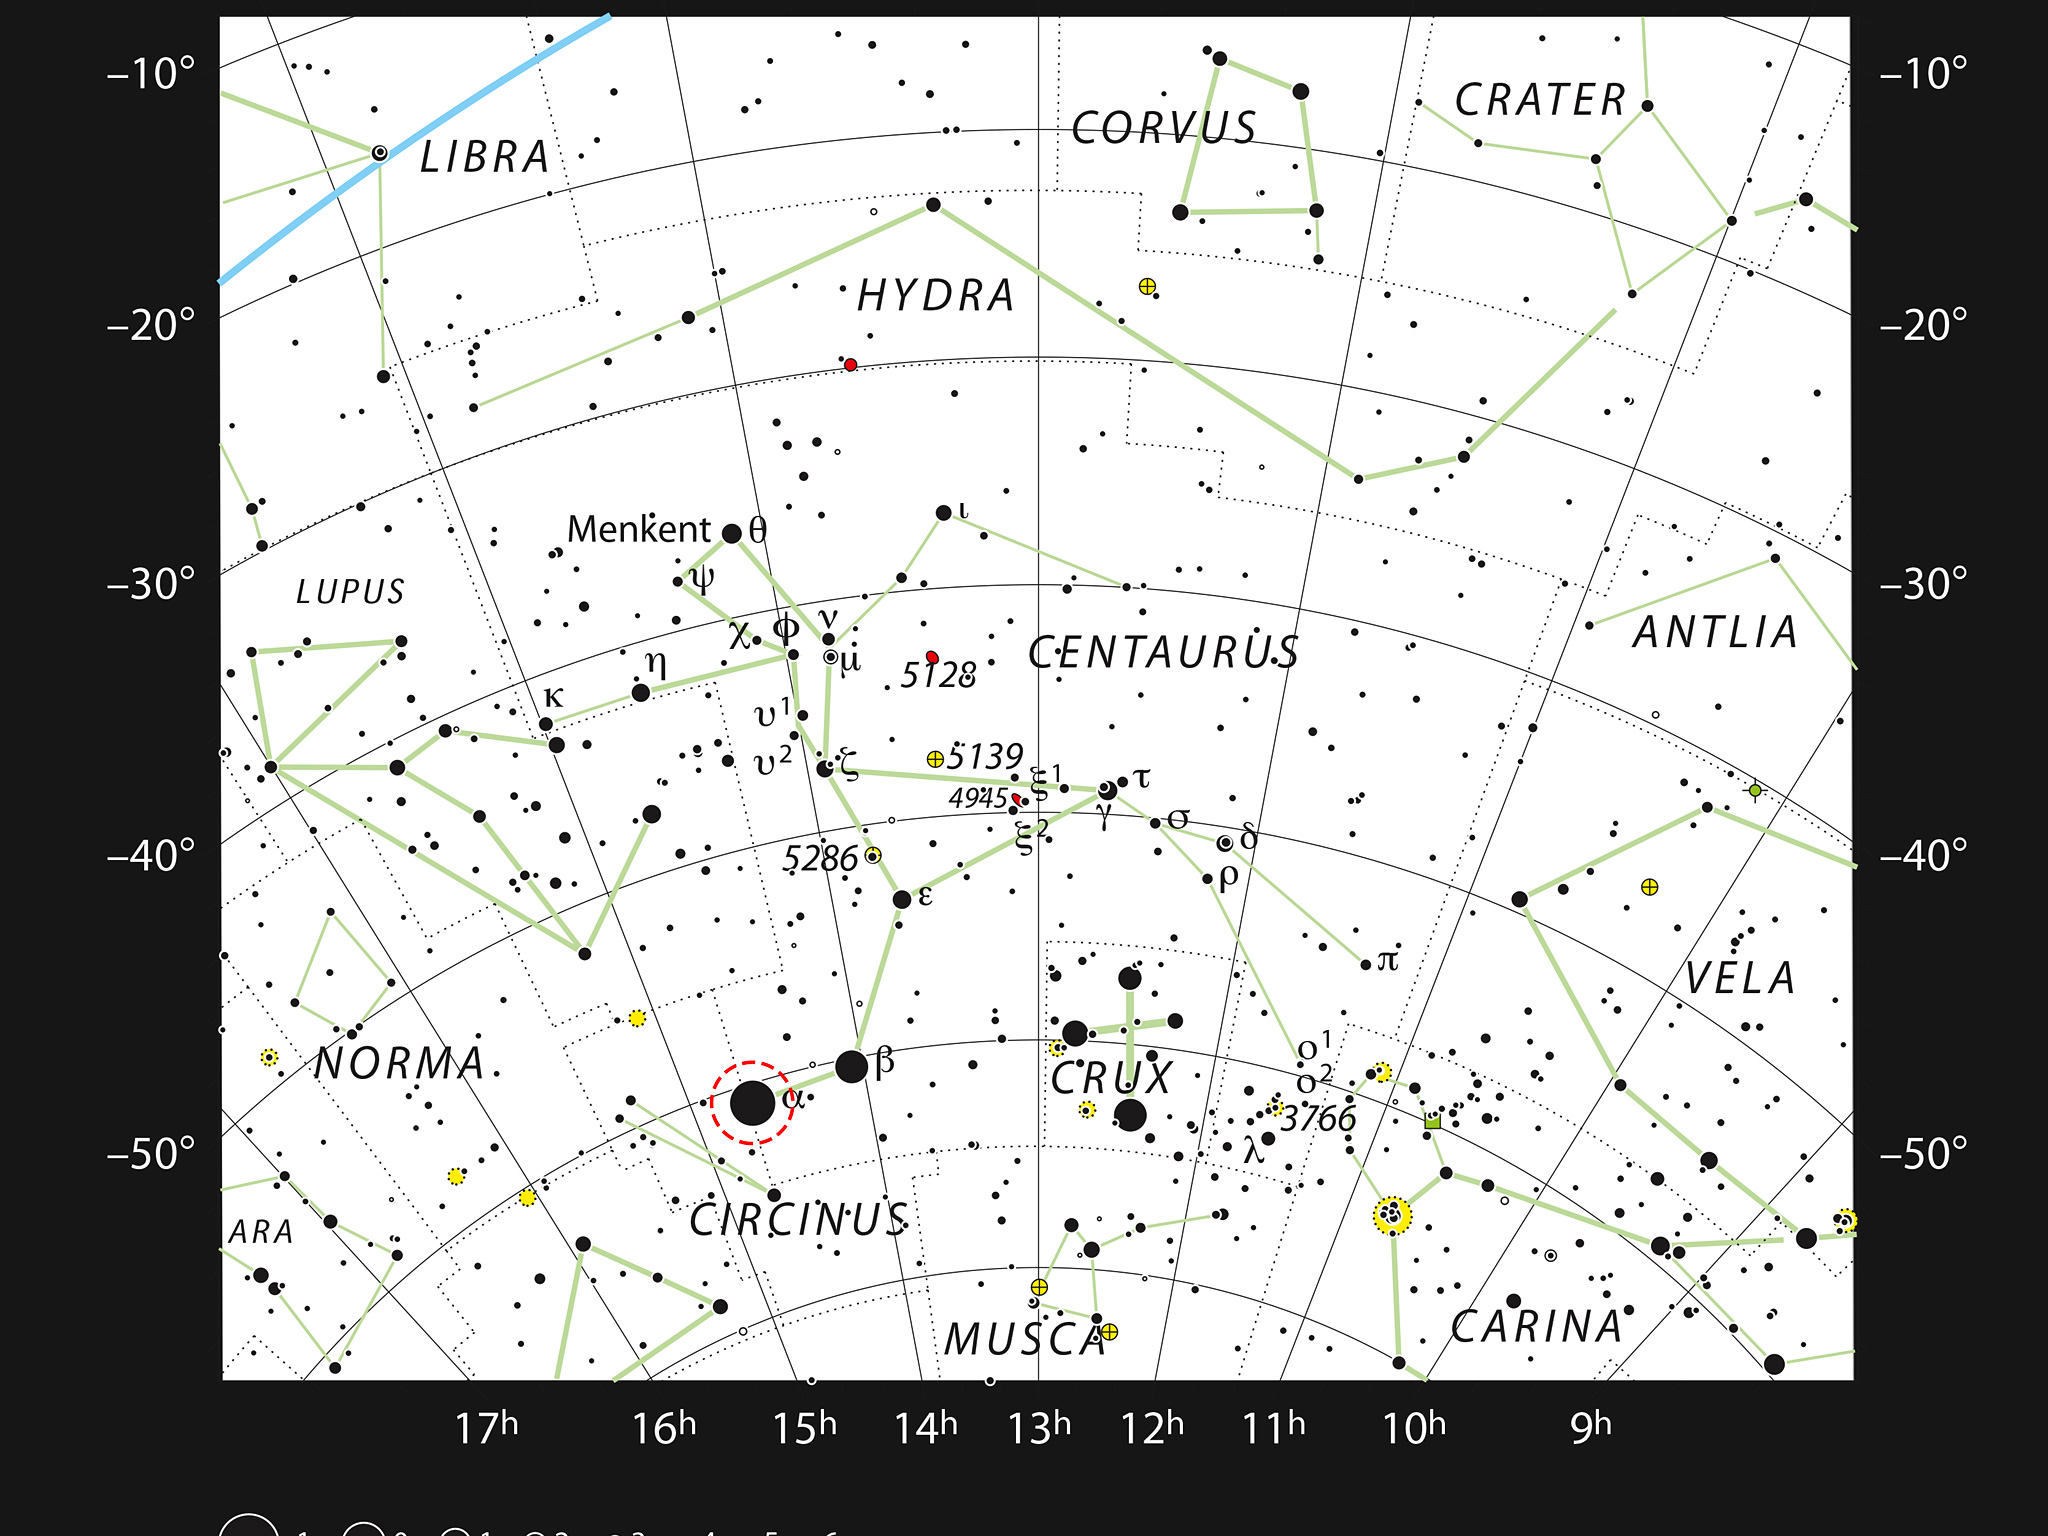 –10° –10°
CRATER
CORVUS
LIBRA
HYDRA
–20° –20°
Menkent θ ι
ψ
–30° –30°
LUPUS
χ φ ν
ANTLIA
CENTAURUS
η μ
5128
κ
υ1
5139
υ2 ζ
ξ1 τ
4945
γ
σ
ξ2 δ
–40° 5286 –40°
ρ
ε
π
VELA
NORMA
β
ο1
CRUX
ο2
α
3766
λ
–50° –50°
CIRCINUS
ARA
CARINA
MUSCA
17h 16h 15h 14h 13h 12h 11h 10h 9h